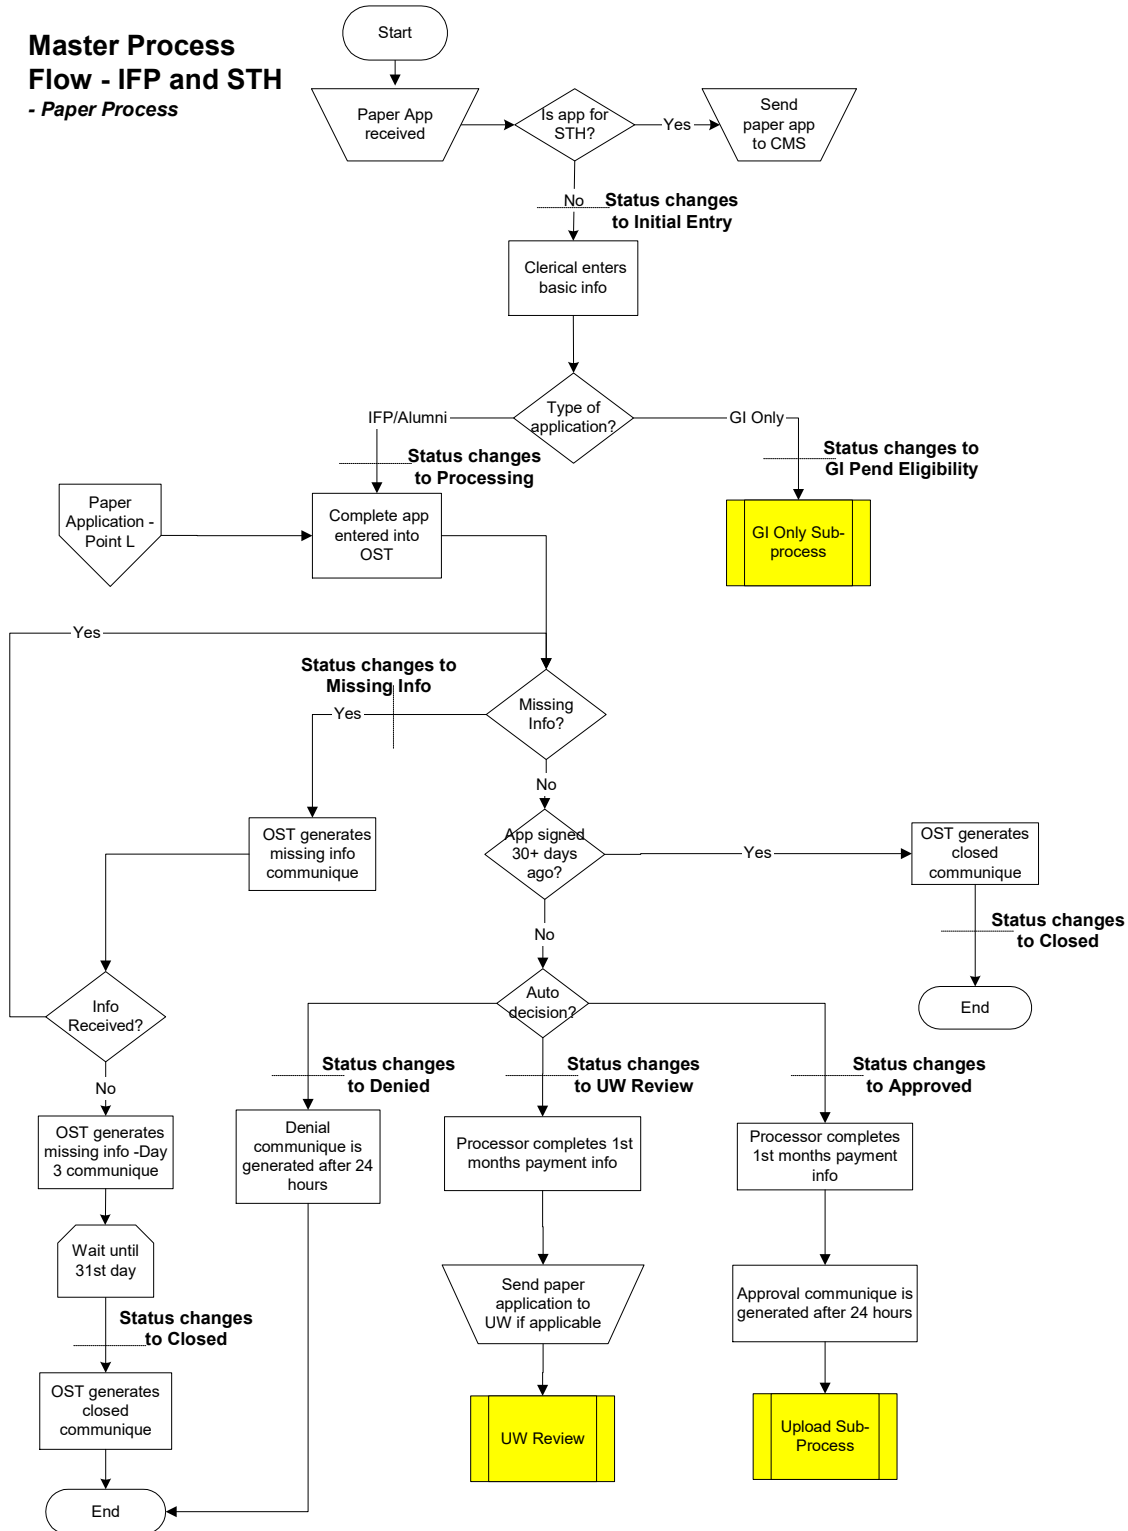 Master Process
Flow - IFP and STH
- Paper Process
Start
Paper App
received
Is app for
STH?
Yes
Send
paper app
to CMS
No
Status changes
to Initial Entry
Clerical enters
basic info
Type of
application?
IFP/Alumni
GI Only
Status changes
to Processing
Status changes to
GI Pend Eligibility
Paper
Application -
Point L
Complete app
entered into
OST
GI Only Sub-
process
Yes
Status changes to
Missing Info
Missing
Info?
Yes
No
OST generates
missing info
communique
App signed
30+ days
ago?
Yes
OST generates
closed
communique
Status changes
to Closed
No
End
Info
Received?
Auto
decision?
No
Status changes
to Denied
Status changes
to UW Review
Status changes
to Approved
OST generates
missing info -Day
3 communique
Denial
communique is
generated after 24
hours
Processor completes 1st
months payment info
Processor completes
1st months payment
info
Wait until
31st day
Send paper
application to
UW if applicable
Approval communique is
generated after 24 hours
Status changes
to Closed
OST generates
closed
communique
UW Review
Upload Sub-
Process
End